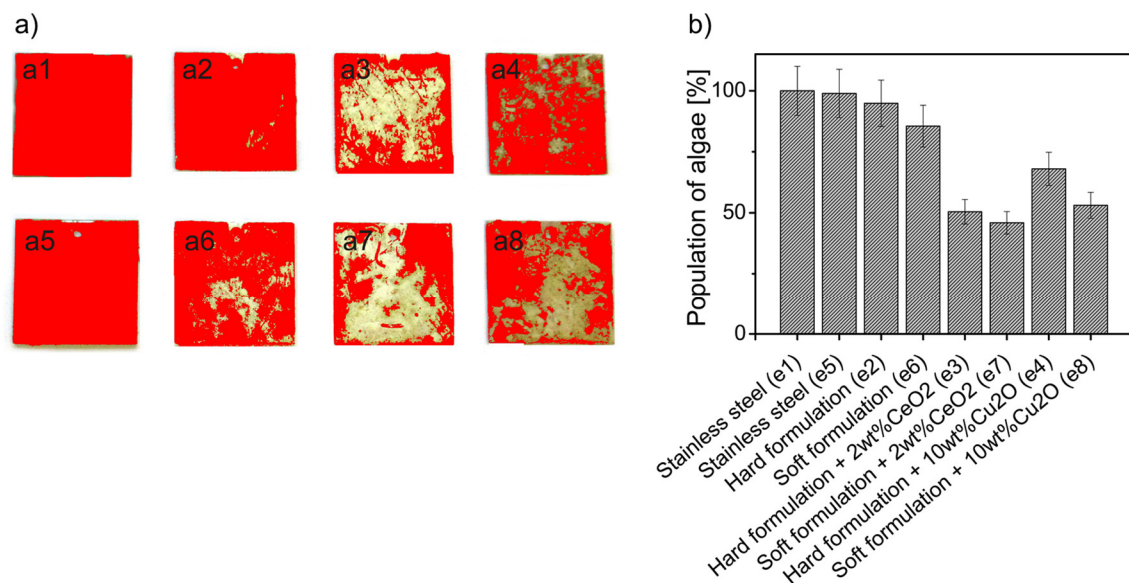 a)
a1
a2
a3
a4
a5
a6
a7
a8
b)
Population of algae [%]
100
50
0
Stainless steel (e1)
Stainless steel (e5)
Hard formulation (e2)
Soft formulation (e6)
Hard formulation + 2wt%CeO2 (e3)
Soft formulation + 2wt%CeO2 (e7)
Hard formulation + 10wt%Cu2O (e4)
Soft formulation + 10wt%Cu2O (e8)